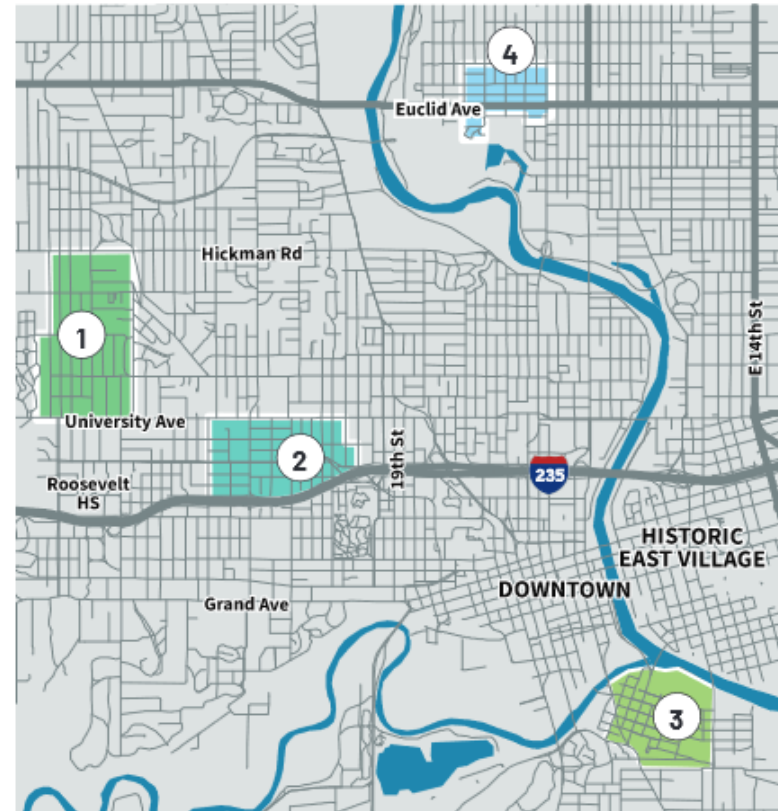 4
Euclid Ave
Hickman Rd
1
E 14th St
University Ave
2
19th St
235
Roosevelt
HS
HISTORIC
EAST VILLAGE
DOWNTOWN
Grand Ave
3